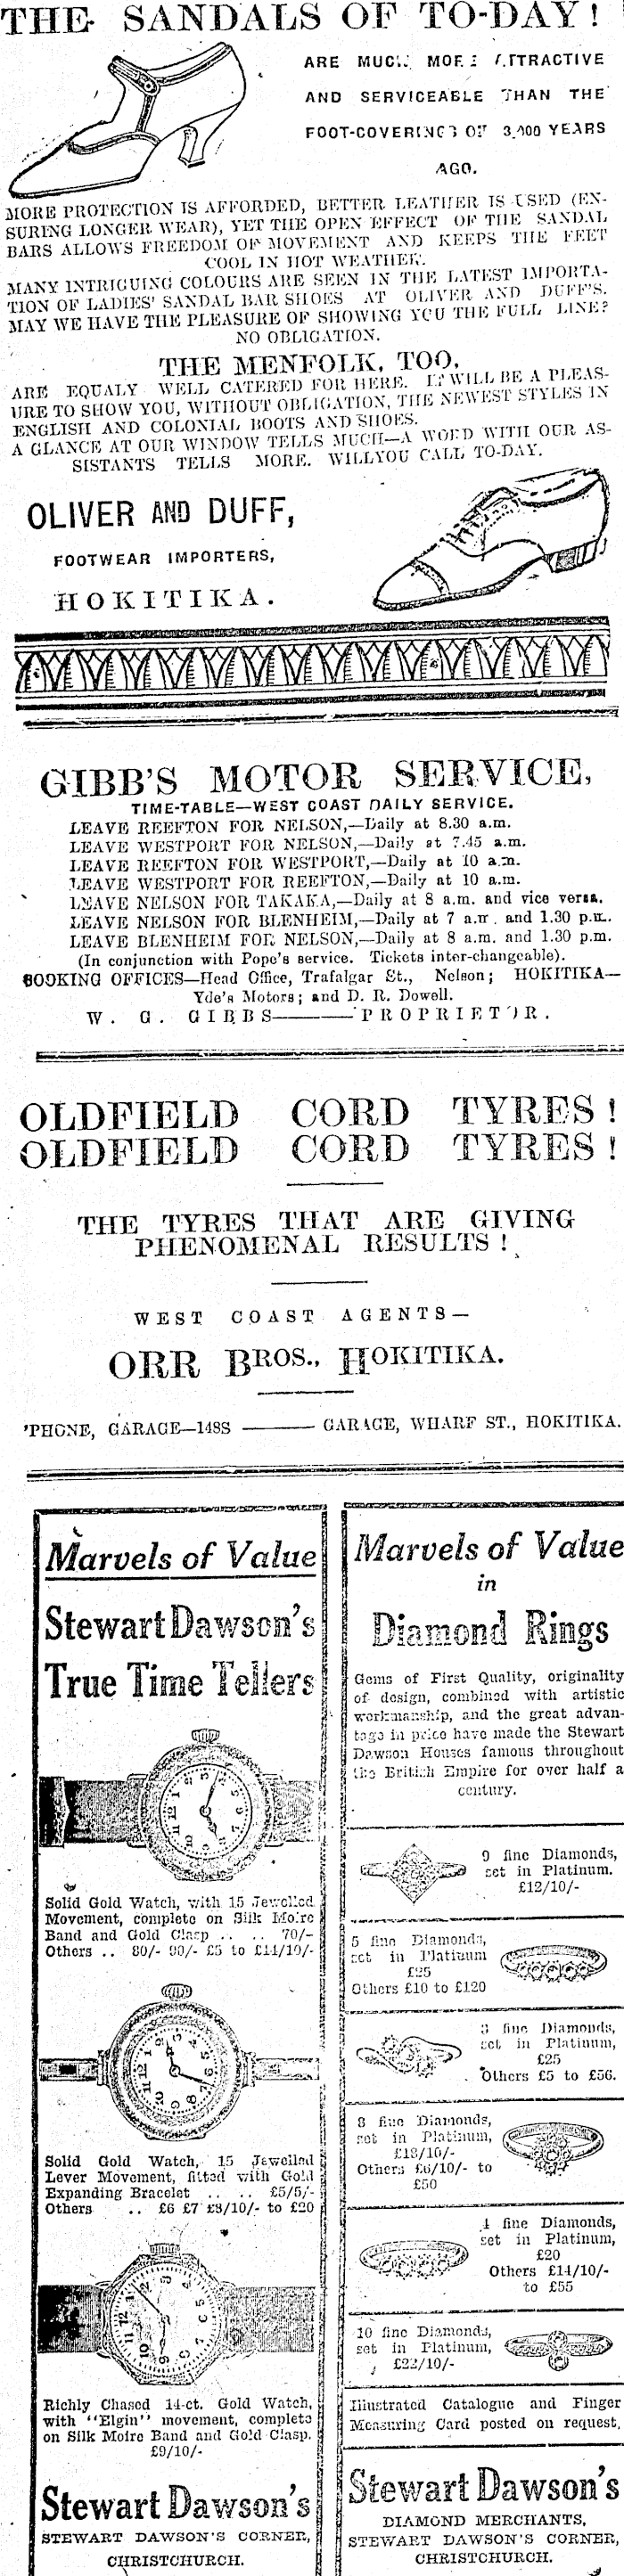 THE SANDALS OF TO-DAY!
ARE MUCH MORE ATTRACTIVE
AND SERVICEABLE THAN THE
FOOT-COVERINGS OF 3,000 YEARS
AGO.
MORE PROTECTION IS AFFORDED, BETTER LEATHER IS USED (EN-
SURING LONGER WEAR), YET THE OPEN EFFECT OF THE SANDAL
BARS ALLOWS FREEDOM OF MOVEMENT AND KEEPS THE FEET
COOL IN HOT WEATHER.
MANY INTRIGUING COLOURS ARE SEEN IN THE LATEST IMPORTA-
TION OF LADIES' SANDAL BAR SHOES AT OLIVER AND DUFF'S.
MAY WE HAVE THE PLEASURE OF SHOWING YOU THE FULL LINE?
NO OBLIGATION.
THE MENFOLK, TOO,
ARE EQUALY WELL CATERED FOR HERE. IT WILL BE A PLEAS-
URE TO SHOW YOU, WITHOUT OBLIGATION, THE NEWEST STYLES IN
ENGLISH AND COLONIAL BOOTS AND SHOES.
A GLANCE AT OUR WINDOW TELLS MUCH—A WORD WITH OUR AS-
SISTANTS TELLS MORE. WILLYOU CALL TO-DAY.
OLIVER AND DUFF,
FOOTWEAR IMPORTERS,
HOKITIKA.
GIBB'S MOTOR SERVICE,
TIME-TABLE—WEST COAST DAILY SERVICE.
LEAVE REEFTON FOR NELSON,—Daily at 8.30 a.m.
LEAVE WESTPORT FOR NELSON,—Daily at 7.45 a.m.
LEAVE REEFTON FOR WESTPORT,—Daily at 10 a.m.
LEAVE WESTPORT FOR REEFTON,—Daily at 10 a.m.
LEAVE NELSON FOR TAKAKA,—Daily at 8 a.m. and vice versa.
LEAVE NELSON FOR BLENHEIM,—Daily at 7 a.m. and 1.30 p.m.
LEAVE BLENHEIM FOR NELSON,—Daily at 8 a.m. and 1.30 p.m.
(In conjunction with Pope's service. Tickets inter-changeable).
BOOKING OFFICES—Head Office, Trafalgar St., Nelson; HOKITIKA—
Yde's Motors; and D. R. Dowell.
W. G. GIBBS———PROPRIETOR.
OLDFIELD CORD TYRES!
OLDFIELD CORD TYRES!
THE TYRES THAT ARE GIVING
PHENOMENAL RESULTS!
WEST COAST AGENTS—
ORR BROS., HOKITIKA.
'PHONE, GARAGE—148S ——— GARAGE, WHARF ST., HOKITIKA.
Marvels of Value
Stewart Dawson's
True Time Tellers
Solid Gold Watch, with 15 Jewelled
Movement, complete on Silk Moire
Band and Gold Clasp .. .. 70/-
Others .. 80/- 90/- £5 to £14/10/-
Solid Gold Watch, 15 Jewelled
Lever Movement, fitted with Gold
Expanding Bracelet .. .. £5/5/-
Others .. £6 £7 £8/10/- to £20
Richly Chased 14-ct. Gold Watch,
with "Elgin" movement, complete
on Silk Moire Band and Gold Clasp.
£9/10/-
Stewart Dawson's
STEWART DAWSON'S CORNER,
CHRISTCHURCH.
Marvels of Value
in
Diamond Rings
Gems of First Quality, originality
of design, combined with artistic
workmanship, and the great advan-
tage in price have made the Stewart
Dawson Houses famous throughout
the British Empire for over half a
century.
9 fine Diamonds,
set in Platinum.
£12/10/-
5 fine Diamonds,
set in Platinum
£25
Others £10 to £120
3 fine Diamonds,
set in Platinum,
£25
Others £5 to £56.
8 fine Diamonds,
set in Platinum,
£18/10/-
Others £6/10/- to
£50
4 fine Diamonds,
set in Platinum,
£20
Others £14/10/-
to £55
10 fine Diamonds,
set in Platinum,
£22/10/-
Illustrated Catalogue and Finger
Measuring Card posted on request.
Stewart Dawson's
DIAMOND MERCHANTS,
STEWART DAWSON'S CORNER,
CHRISTCHURCH.